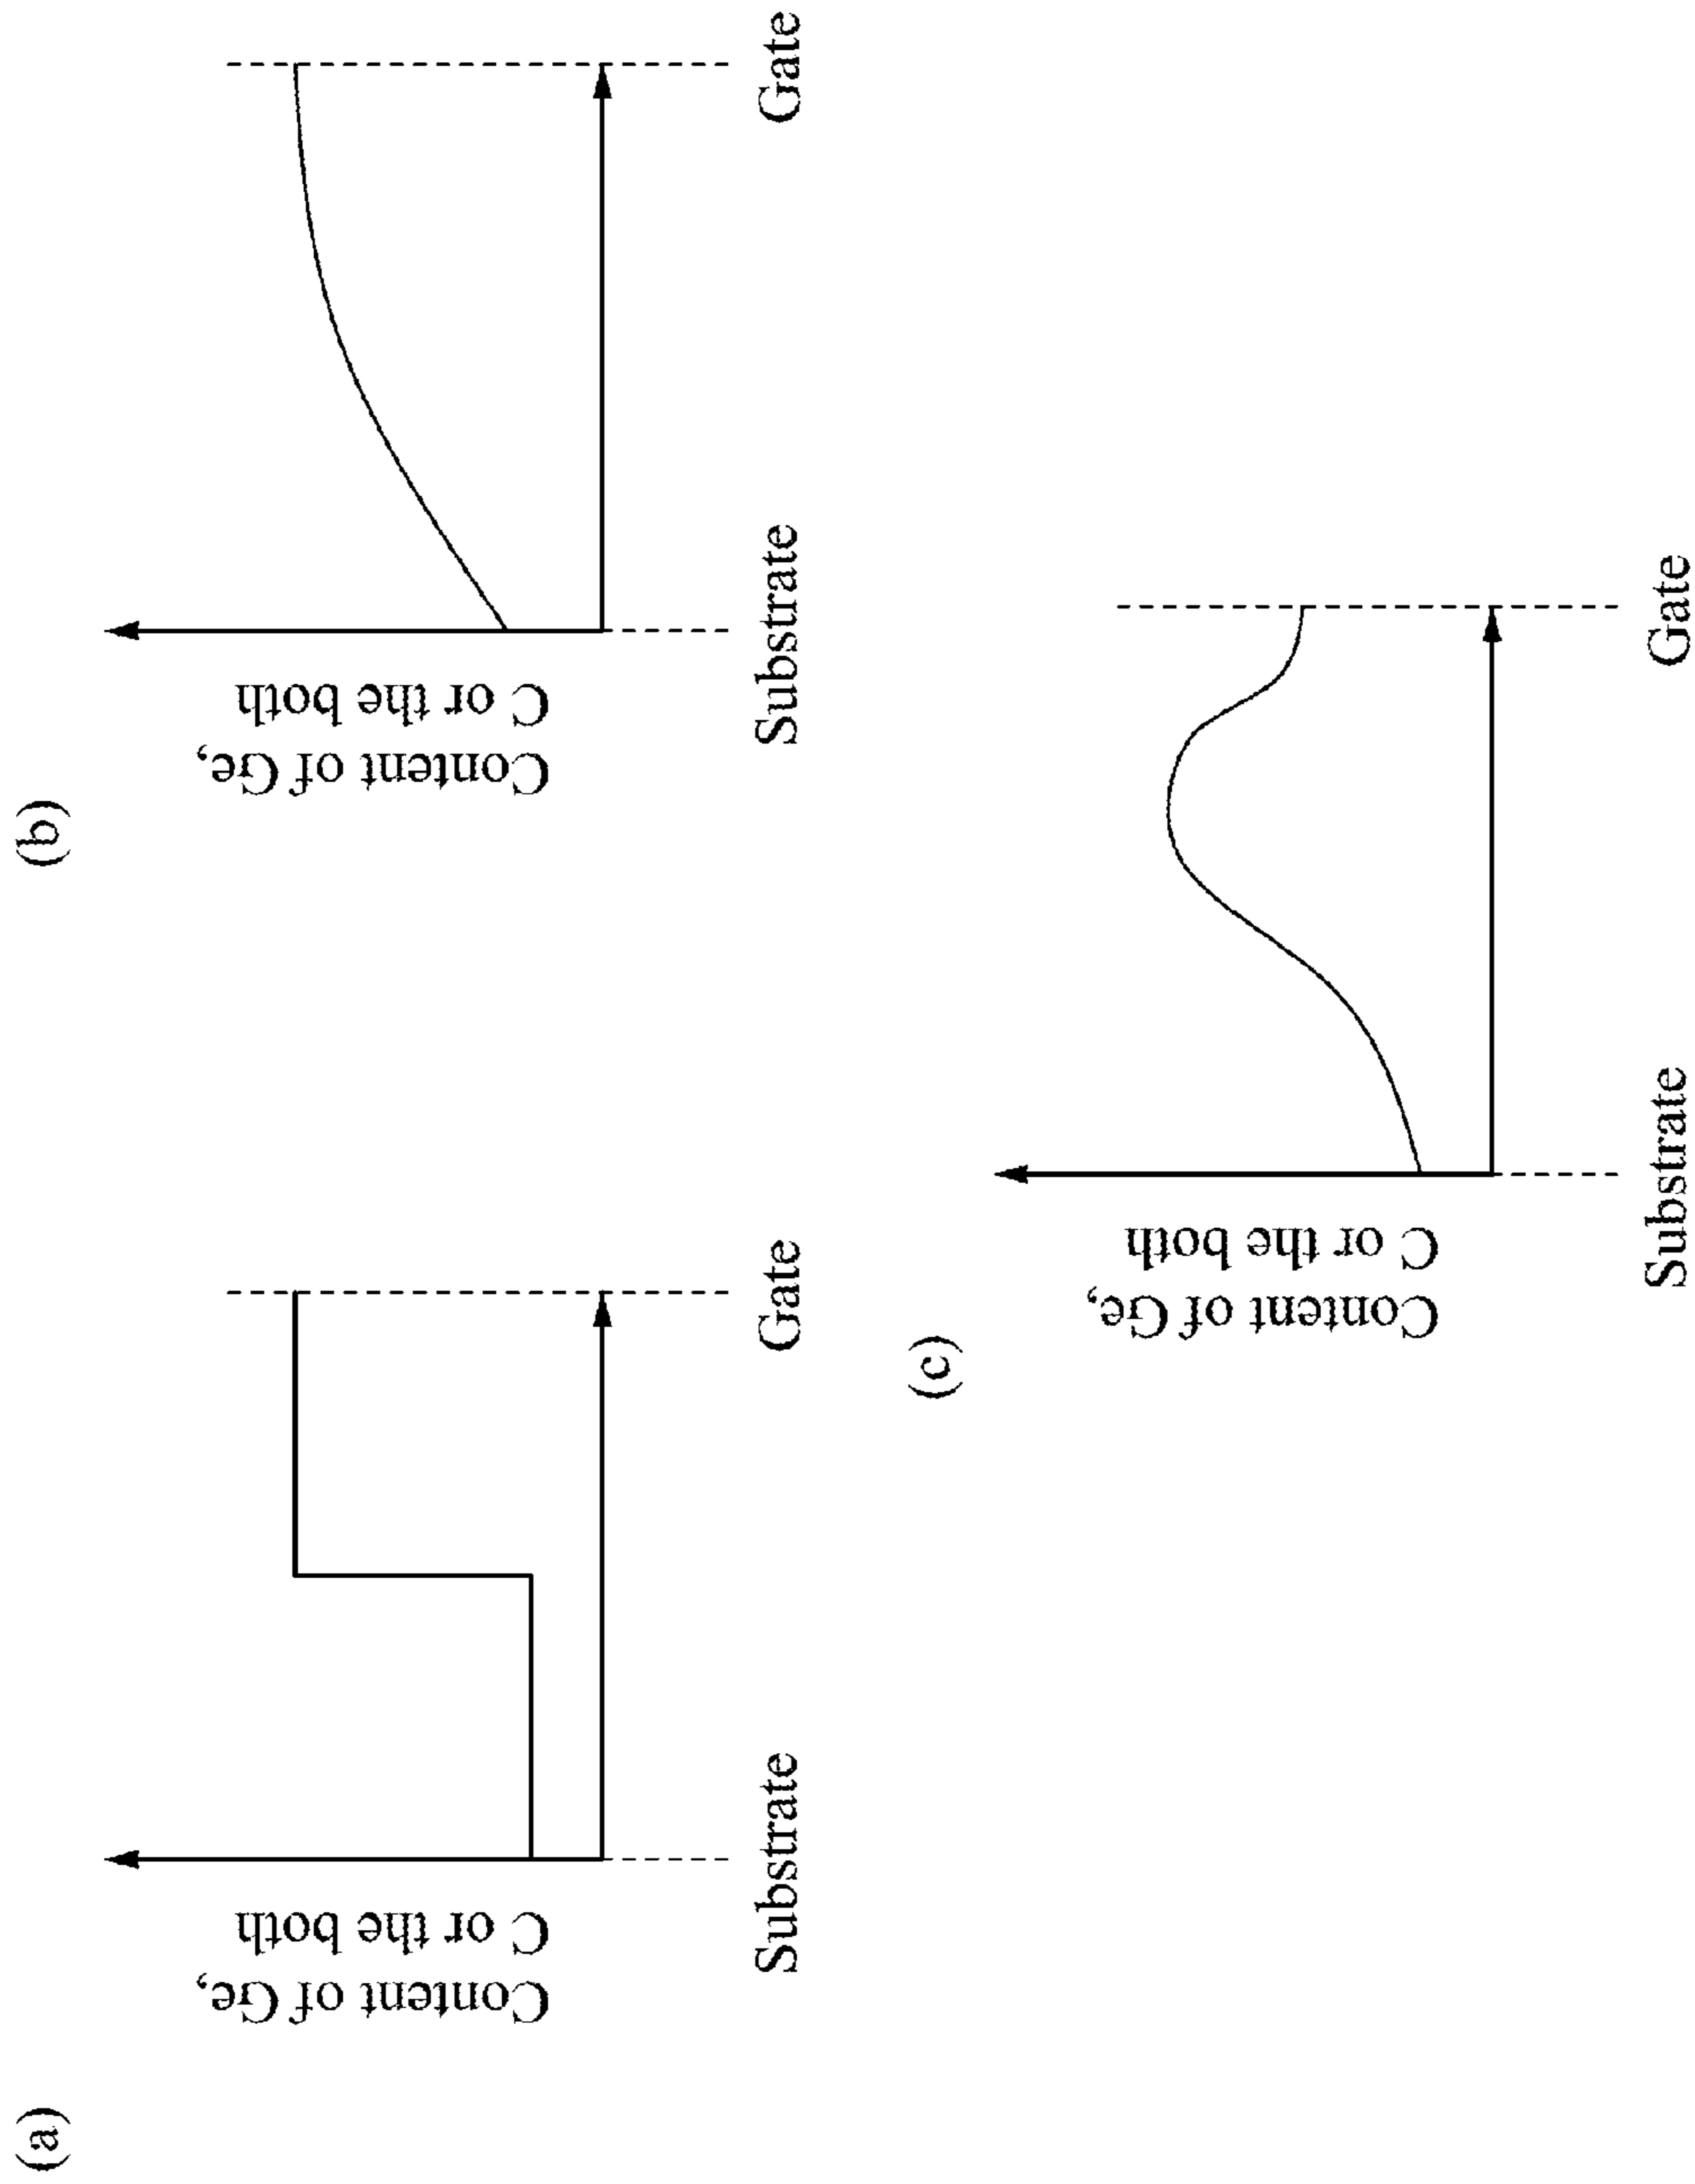 (a)
Content of Ge,
C or the both
Substrate
Gate
(b)
Content of Ge,
C or the both
Substrate
Gate
(c)
Content of Ge,
C or the both
Substrate
Gate